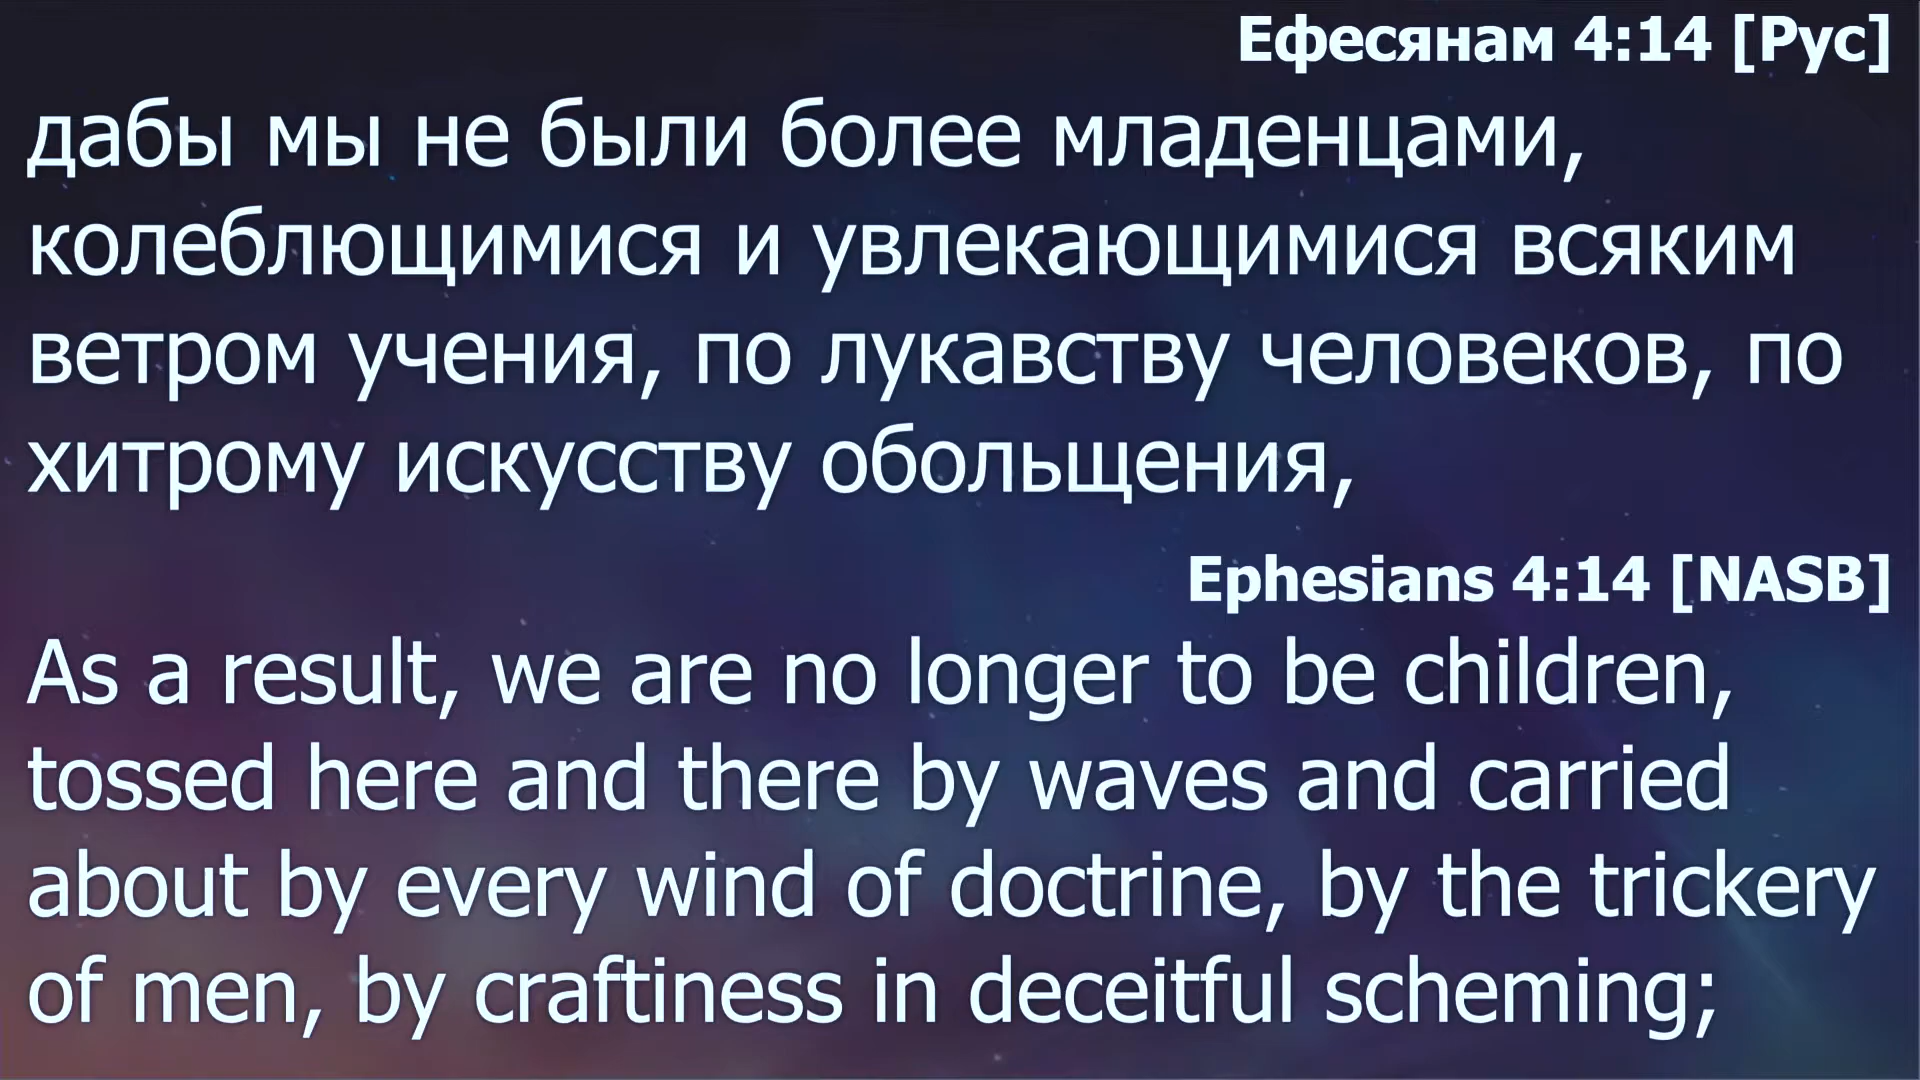 Ефесянам 4:14 [Рус]
дабы мы не были более младенцами,
колеблющимися и увлекающимися всяким
ветром учения, по лукавству человеков, по
хитрому искусству обольщения,
Ephesians 4:14 [NASB]
As a result, we are no longer to be children,
tossed here and there by waves and carried
about by every wind of doctrine, by the trickery
of men, by craftiness in deceitful scheming;